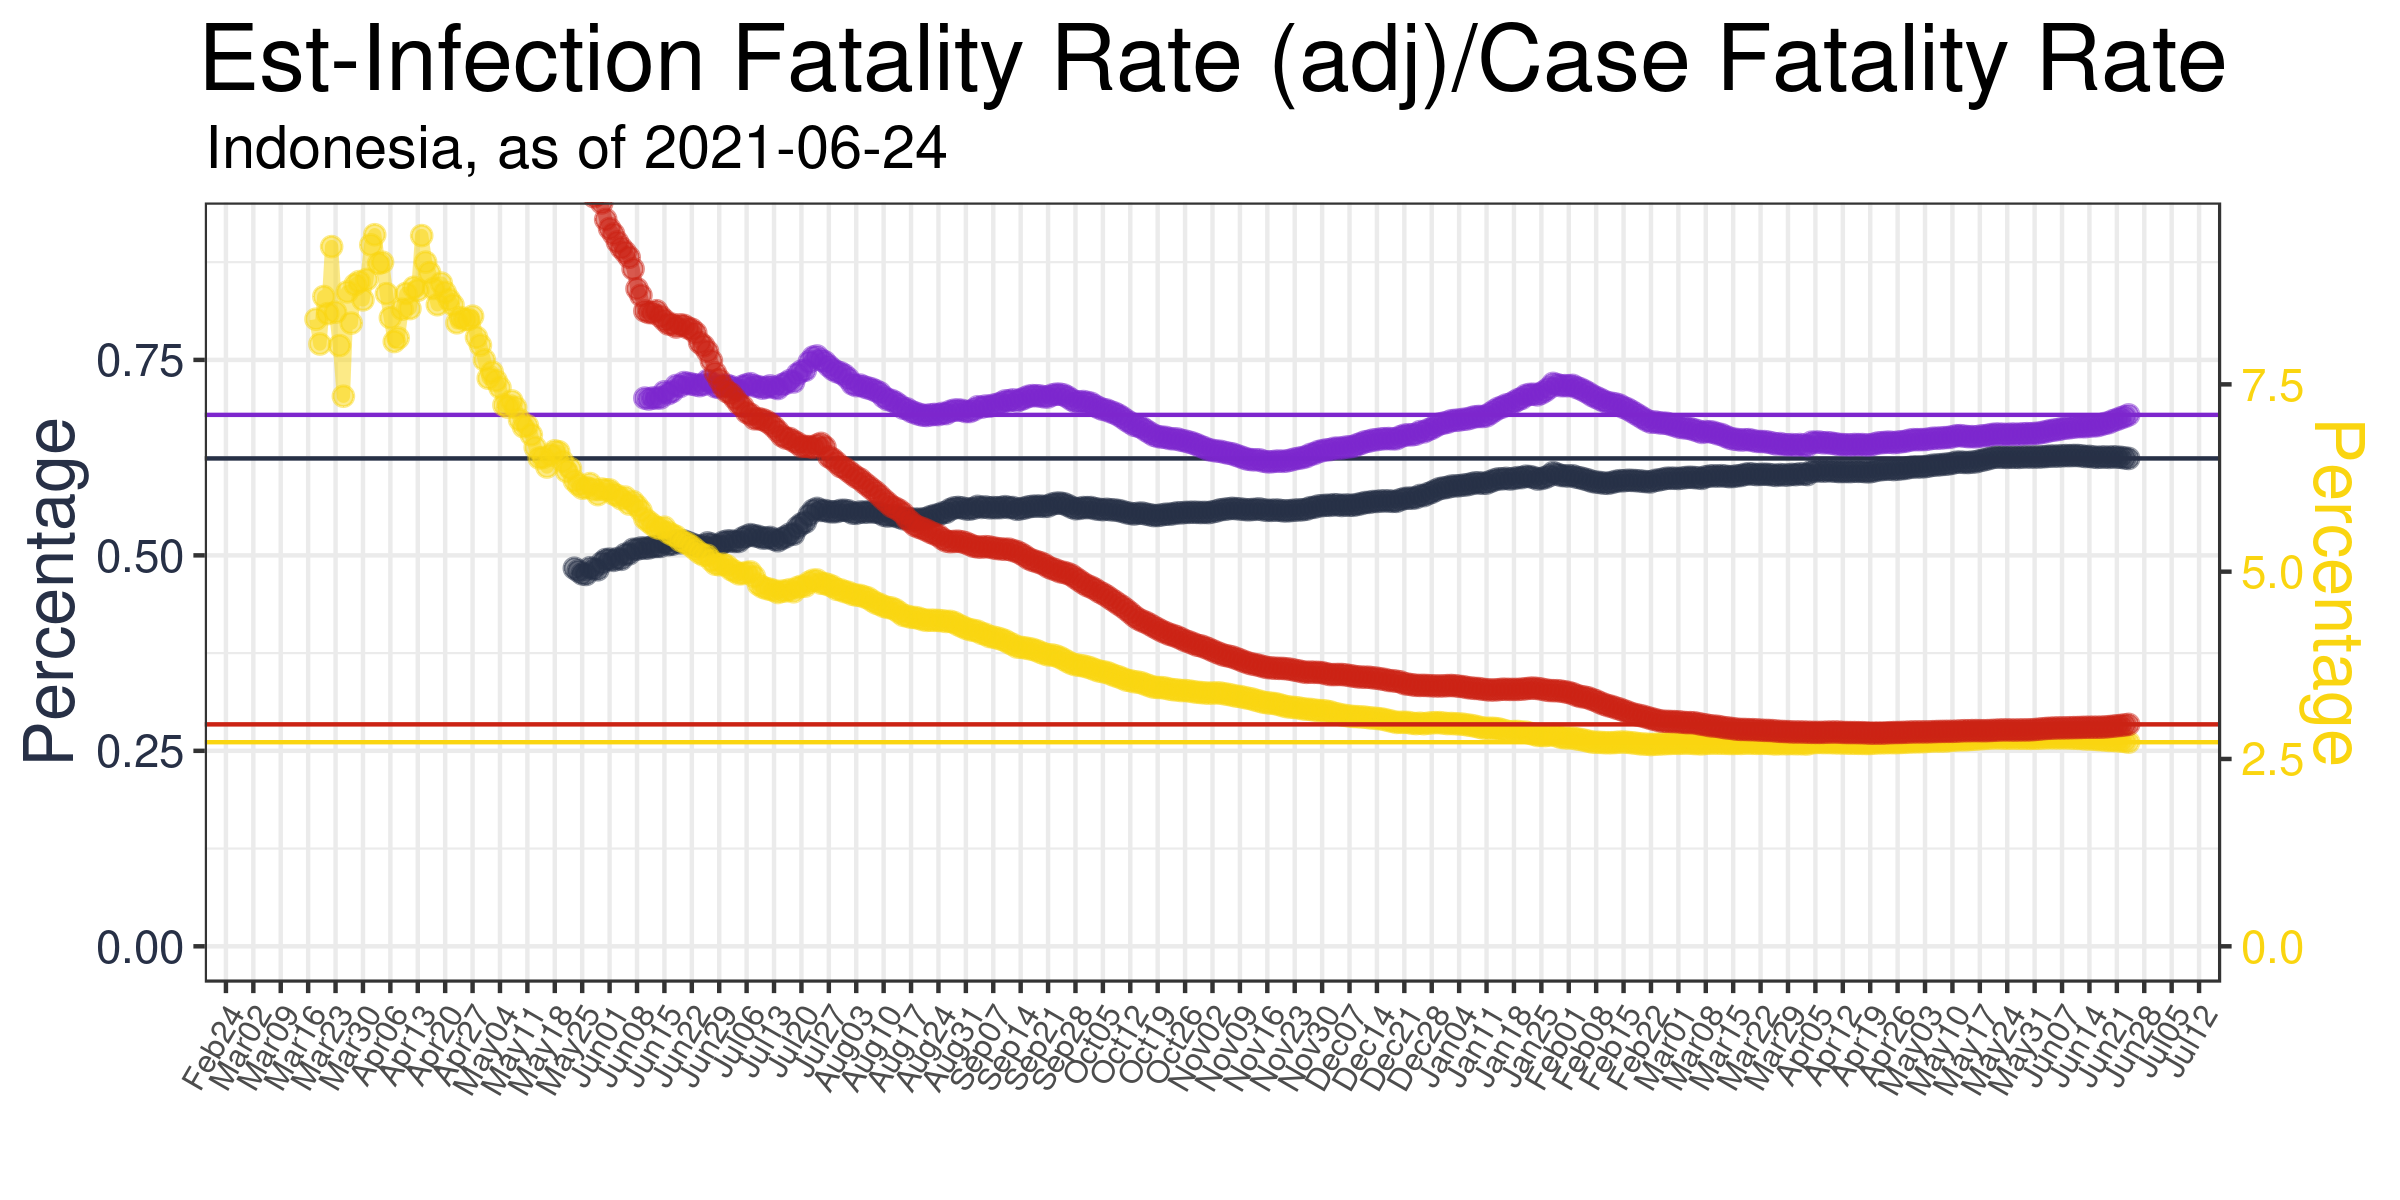 Est-Infection Fatality Rate (adj)/Case Fatality Rate
Indonesia, as of 2021-06-24
Percentage
0.75
0.50
0.25
0.00
7.5
5.0
2.5
0.0
Percentage
Feb24
Mar02
Mar09
Mar16
Mar23
Mar30
Apr06
Apr13
Apr20
Apr27
May04
May11
May18
May25
Jun01
Jun08
Jun15
Jun22
Jun29
Jul06
Jul13
Jul20
Jul27
Aug03
Aug10
Aug17
Aug24
Aug31
Sep07
Sep14
Sep21
Sep28
Oct05
Oct12
Oct19
Oct26
Nov02
Nov09
Nov16
Nov23
Nov30
Dec07
Dec14
Dec21
Dec28
Jan04
Jan11
Jan18
Jan25
Feb01
Feb08
Feb15
Feb22
Mar01
Mar08
Mar15
Mar22
Mar29
Apr05
Apr12
Apr19
Apr26
May03
May10
May17
May24
May31
Jun07
Jun14
Jun21
Jun28
Jul05
Jul12